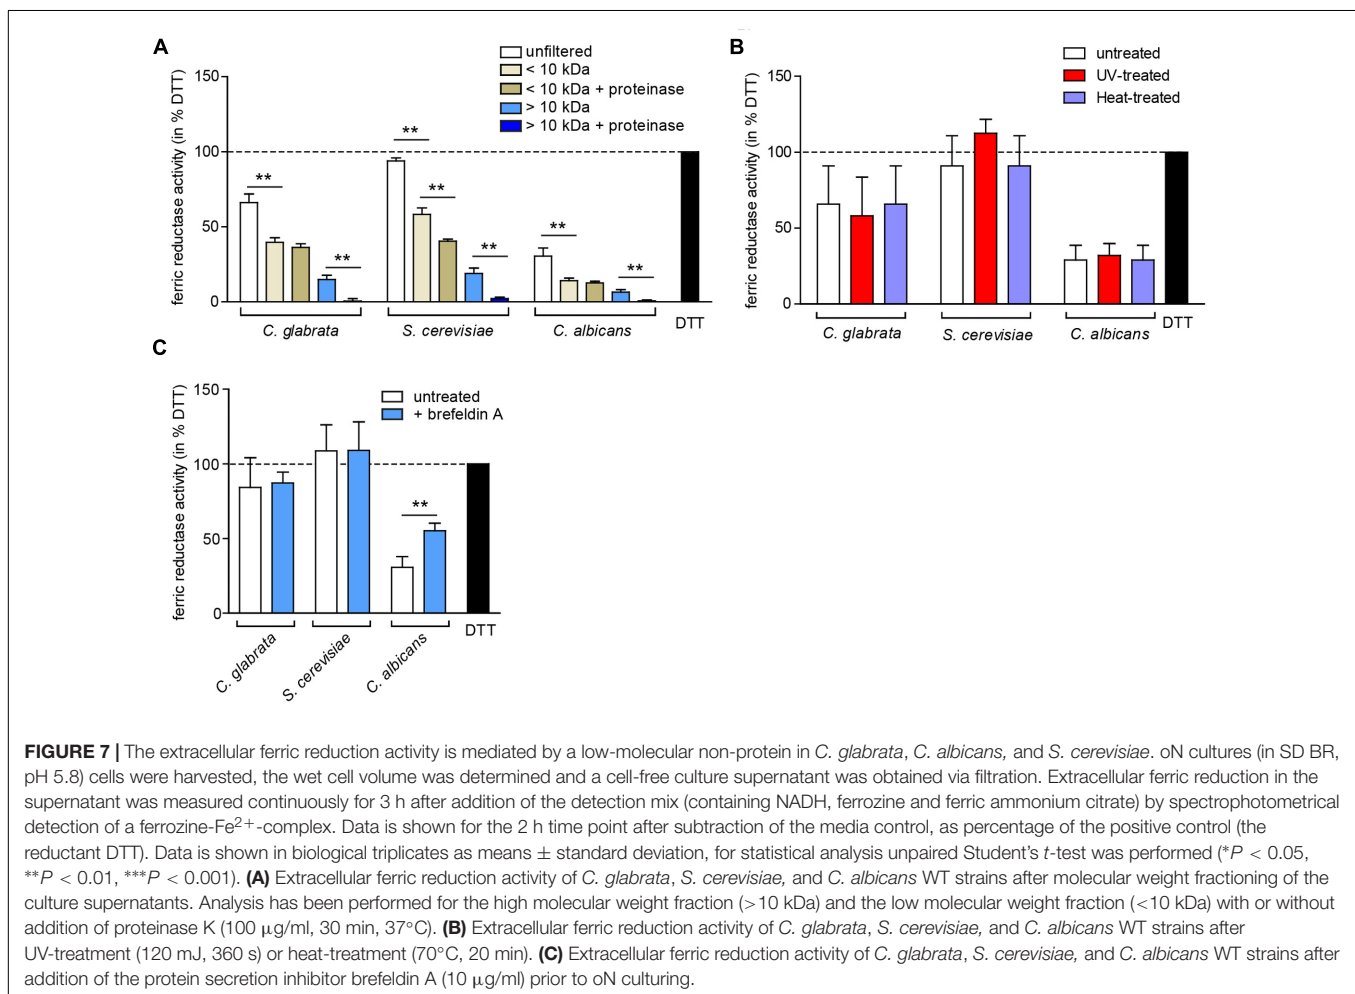 A
unfiltered
< 10 kDa
< 10 kDa + proteinase
> 10 kDa
> 10 kDa + proteinase
ferric reductase activity (in % DTT)
150
100
50
0
**
**
**
**
**
**
**
C. glabrata
S. cerevisiae
C. albicans
DTT
B
untreated
UV-treated
Heat-treated
ferric reductase activity (in % DTT)
150
100
50
0
C. glabrata
S. cerevisiae
C. albicans
DTT
C
untreated
+ brefeldin A
ferric reductase activity (in % DTT)
150
100
50
0
**
C. glabrata
S. cerevisiae
C. albicans
DTT
FIGURE 7 | The extracellular ferric reduction activity is mediated by a low-molecular non-protein in C. glabrata, C. albicans, and S. cerevisiae. oN cultures (in SD BR,
pH 5.8) cells were harvested, the wet cell volume was determined and a cell-free culture supernatant was obtained via filtration. Extracellular ferric reduction in the
supernatant was measured continuously for 3 h after addition of the detection mix (containing NADH, ferrozine and ferric ammonium citrate) by spectrophotometrical
detection of a ferrozine-Fe²⁺-complex. Data is shown for the 2 h time point after subtraction of the media control, as percentage of the positive control (the
reductant DTT). Data is shown in biological triplicates as means ± standard deviation, for statistical analysis unpaired Student's t-test was performed (*P < 0.05,
**P < 0.01, ***P < 0.001). (A) Extracellular ferric reduction activity of C. glabrata, S. cerevisiae, and C. albicans WT strains after molecular weight fractioning of the
culture supernatants. Analysis has been performed for the high molecular weight fraction (>10 kDa) and the low molecular weight fraction (<10 kDa) with or without
addition of proteinase K (100 μg/ml, 30 min, 37°C). (B) Extracellular ferric reduction activity of C. glabrata, S. cerevisiae, and C. albicans WT strains after
UV-treatment (120 mJ, 360 s) or heat-treatment (70°C, 20 min). (C) Extracellular ferric reduction activity of C. glabrata, S. cerevisiae, and C. albicans WT strains after
addition of the protein secretion inhibitor brefeldin A (10 μg/ml) prior to oN culturing.